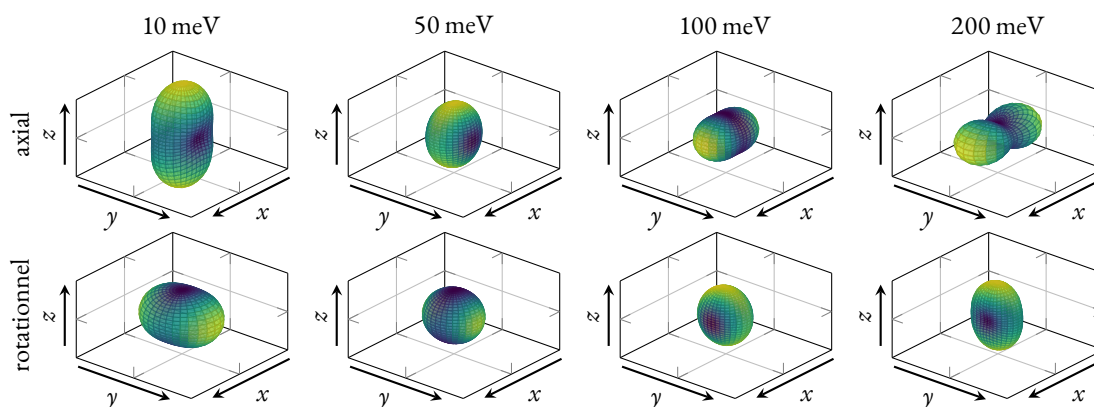 10 meV 50 meV 100 meV 200 meV
axial z y x z y x z y x z y x
rotationnel z y x z y x z y x z y x